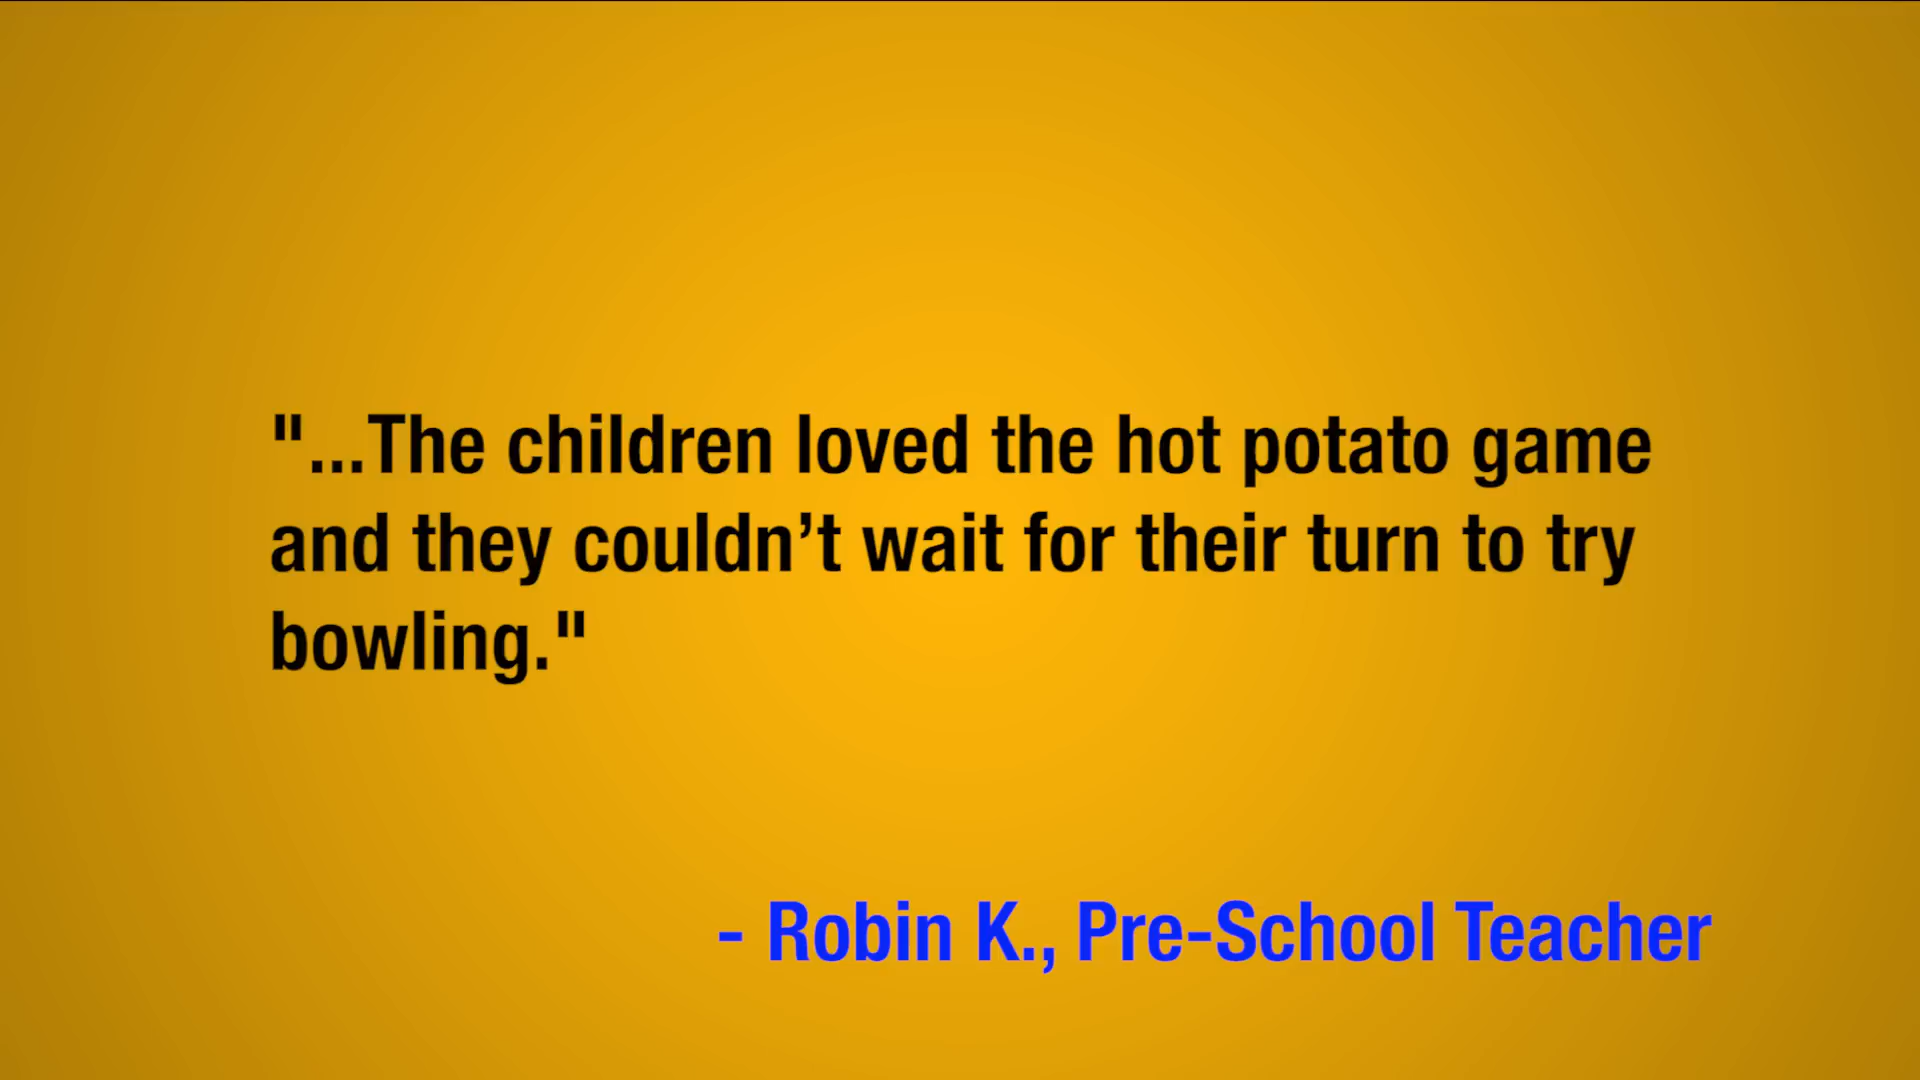 "...The children loved the hot potato game
and they couldn’t wait for their turn to try
bowling."
- Robin K., Pre-School Teacher